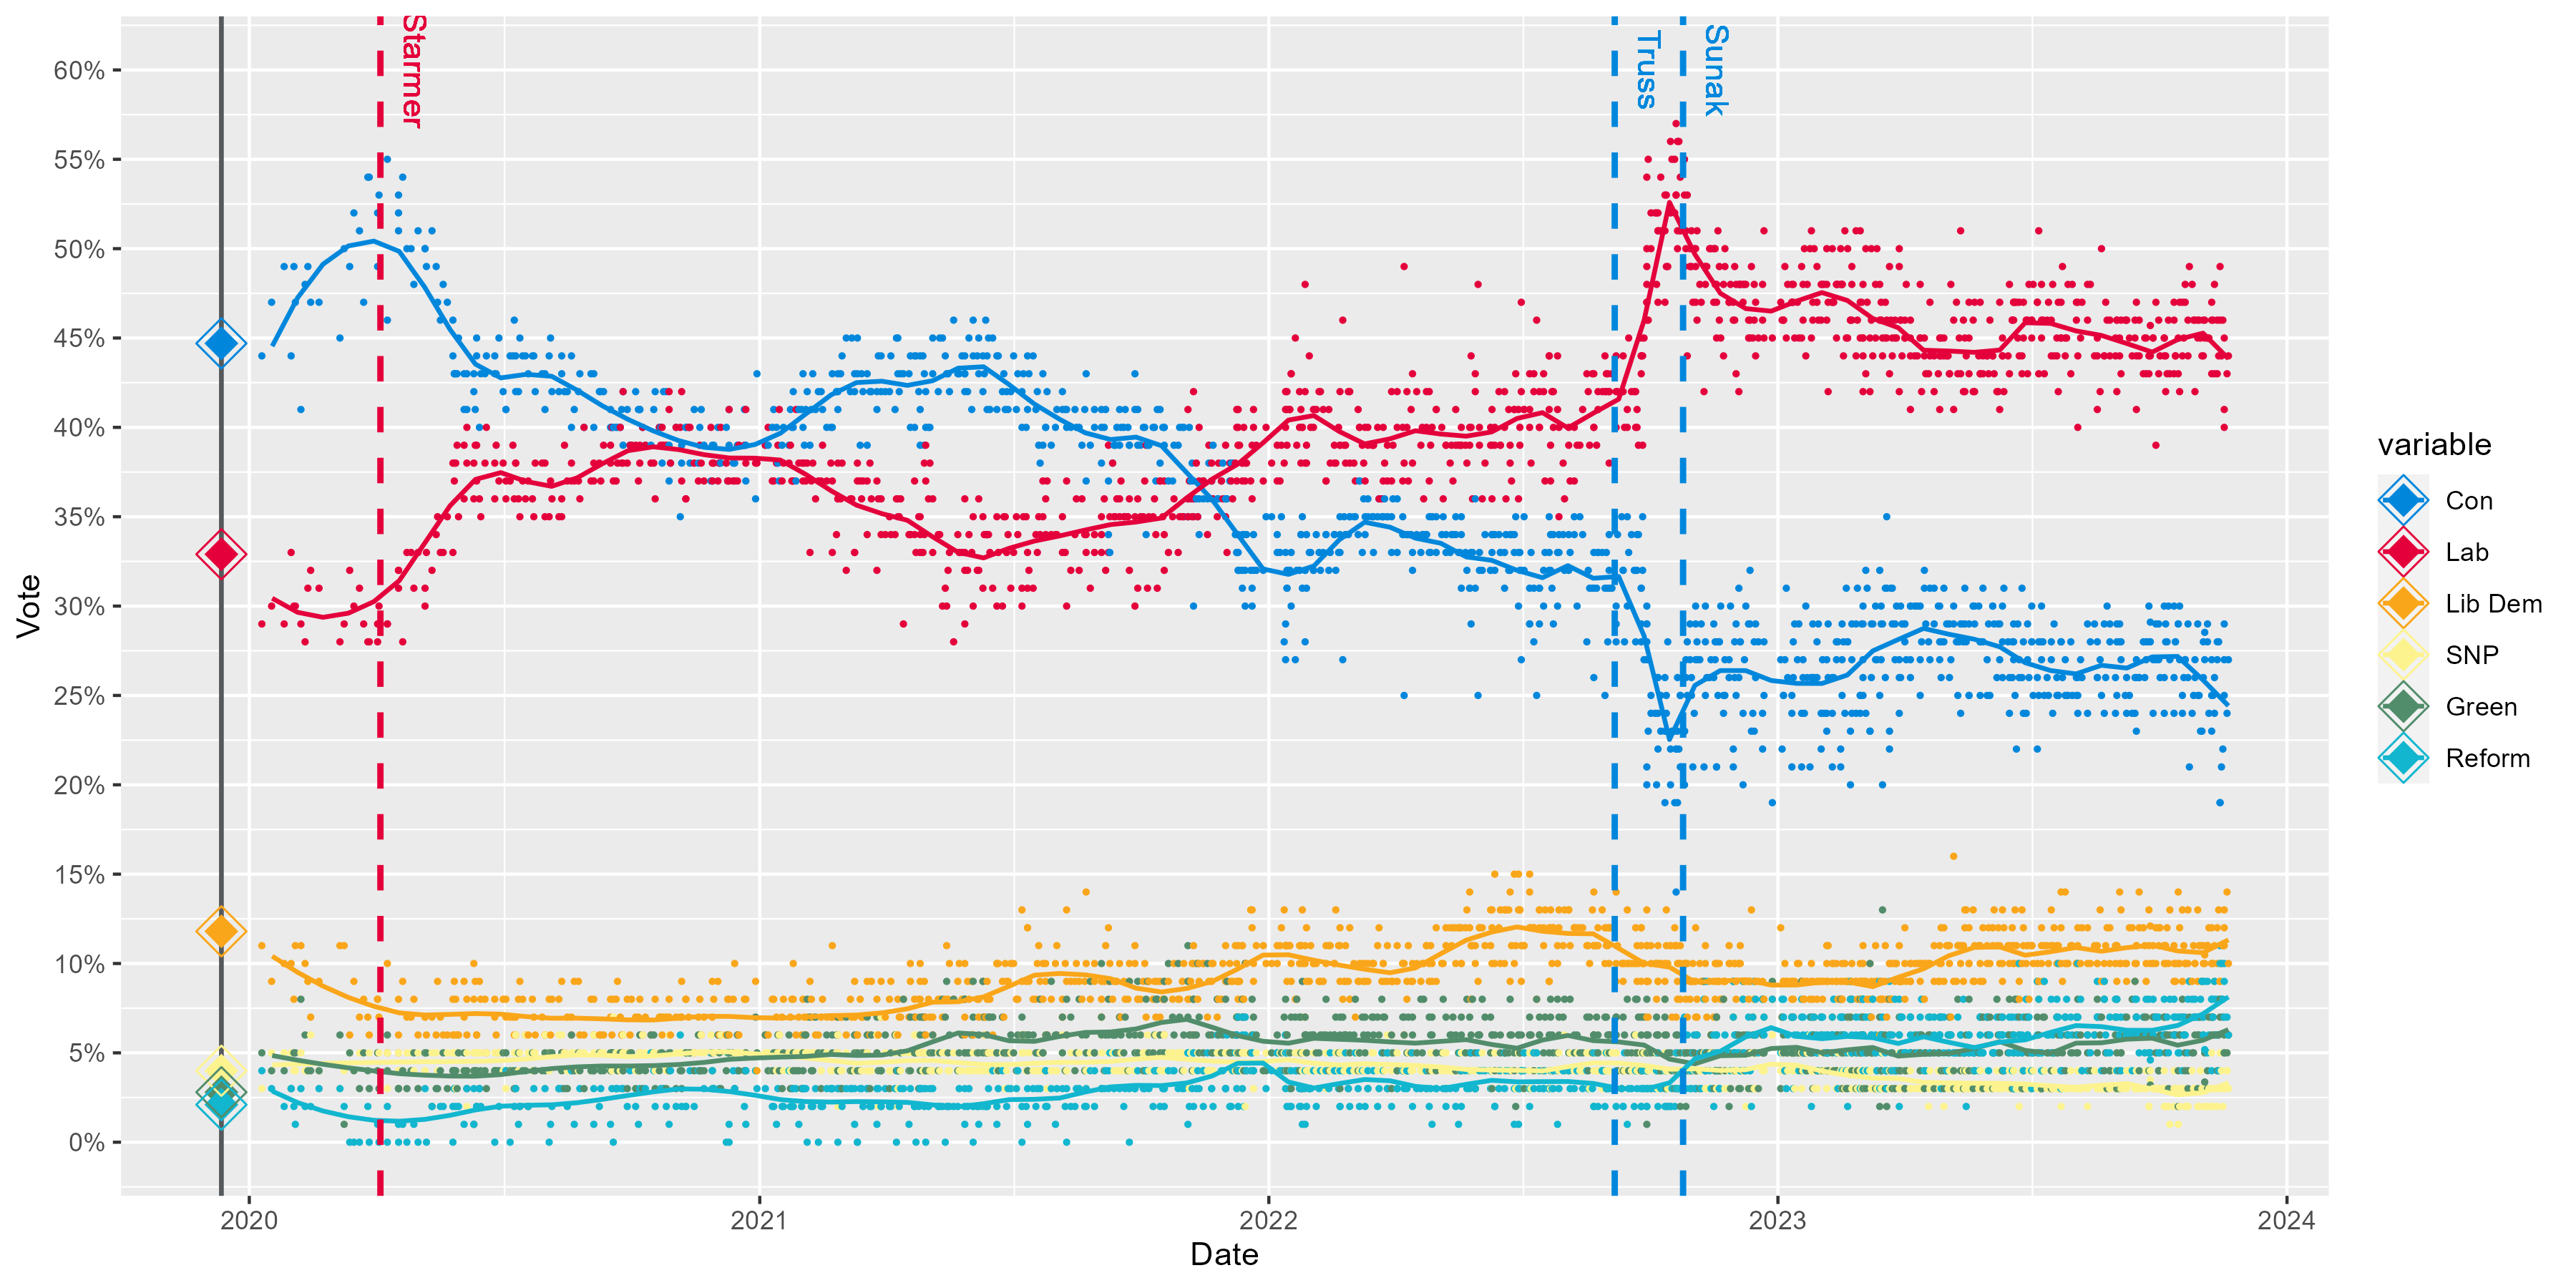 Starmer
Truss
Sunak
60%
55%
50%
45%
40%
35%
30%
25%
20%
15%
10%
5%
0%
Vote
2020
2021
2022
2023
2024
Date
variable
Con
Lab
Lib Dem
SNP
Green
Reform